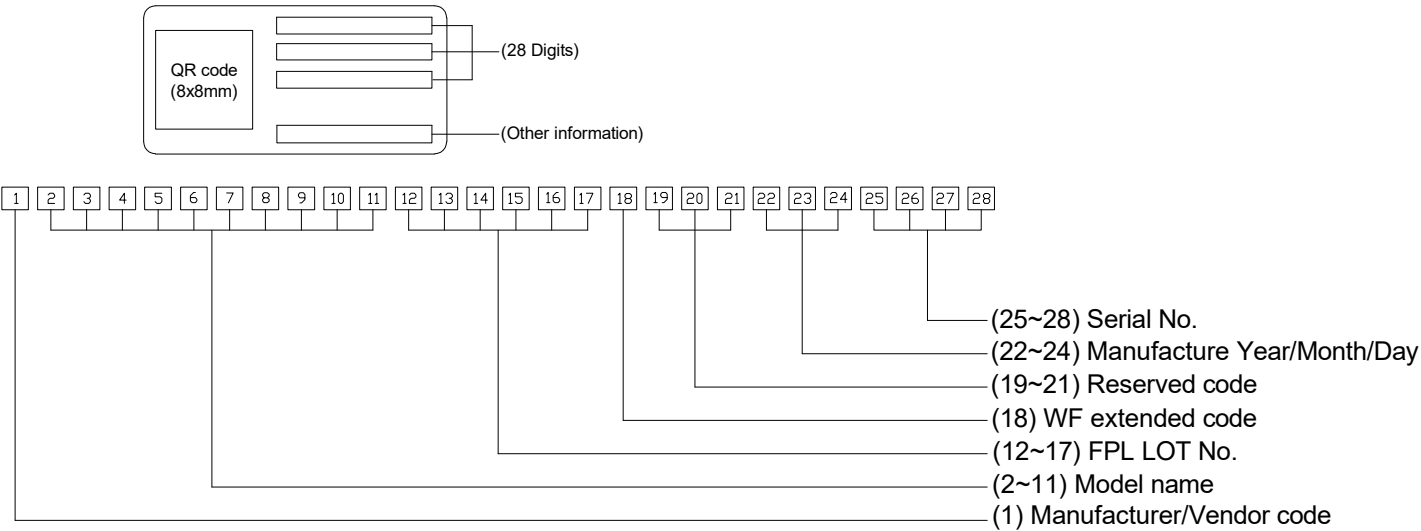 (28 Digits)
QR code
(8x8mm)
(Other information)
1 2 3 4 5 6 7 8 9 10 11 12 13 14 15 16 17 18 19 20 21 22 23 24 25 26 27 28
(25~28) Serial No.
(22~24) Manufacture Year/Month/Day
(19~21) Reserved code
(18) WF extended code
(12~17) FPL LOT No.
(2~11) Model name
(1) Manufacturer/Vendor code